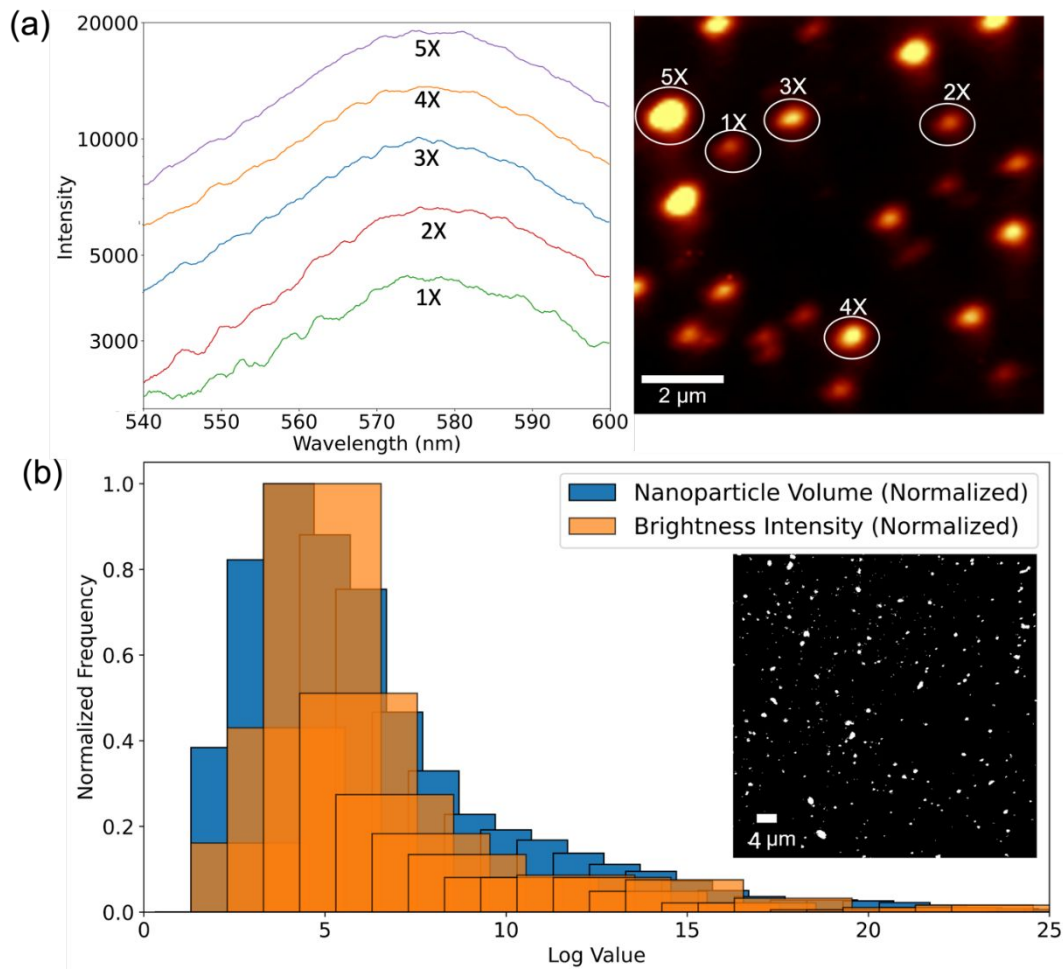 (a)
20000
10000
5000
3000
Intensity
5X
4X
3X
2X
1X
540
550
560
570
580
590
600
Wavelength (nm)
5X
3X
2X
1X
4X
2 μm
(b)
1.0
0.8
0.6
0.4
0.2
0.0
Normalized Frequency
Nanoparticle Volume (Normalized)
Brightness Intensity (Normalized)
4 μm
0
5
10
15
20
25
Log Value